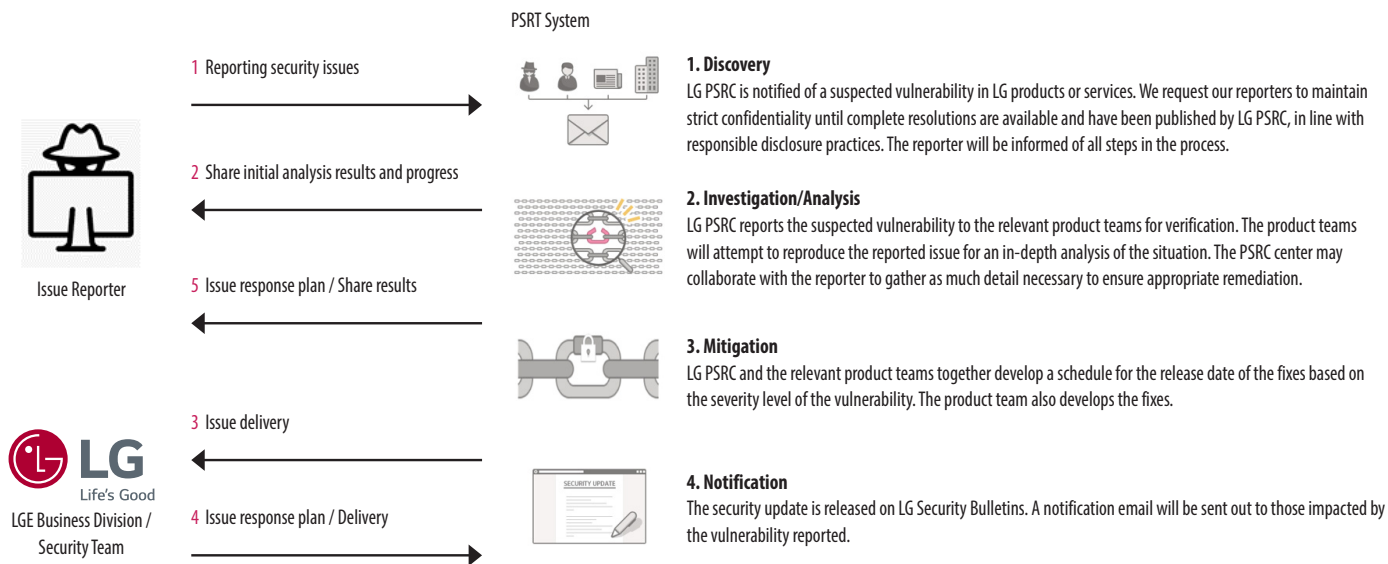 PSRT System
1 Reporting security issues
2 Share initial analysis results and progress
Issue Reporter
5 Issue response plan / Share results
3 Issue delivery
LG
Life's Good
LGE Business Division /
Security Team
4 Issue response plan / Delivery
1. Discovery
LG PSRC is notified of a suspected vulnerability in LG products or services. We request our reporters to maintain
strict confidentiality until complete resolutions are available and have been published by LG PSRC, in line with
responsible disclosure practices. The reporter will be informed of all steps in the process.
2. Investigation/Analysis
LG PSRC reports the suspected vulnerability to the relevant product teams for verification. The product teams
will attempt to reproduce the reported issue for an in-depth analysis of the situation. The PSRC center may
collaborate with the reporter to gather as much detail necessary to ensure appropriate remediation.
3. Mitigation
LG PSRC and the relevant product teams together develop a schedule for the release date of the fixes based on
the severity level of the vulnerability. The product team also develops the fixes.
SECURITY UPDATE
4. Notification
The security update is released on LG Security Bulletins. A notification email will be sent out to those impacted by
the vulnerability reported.